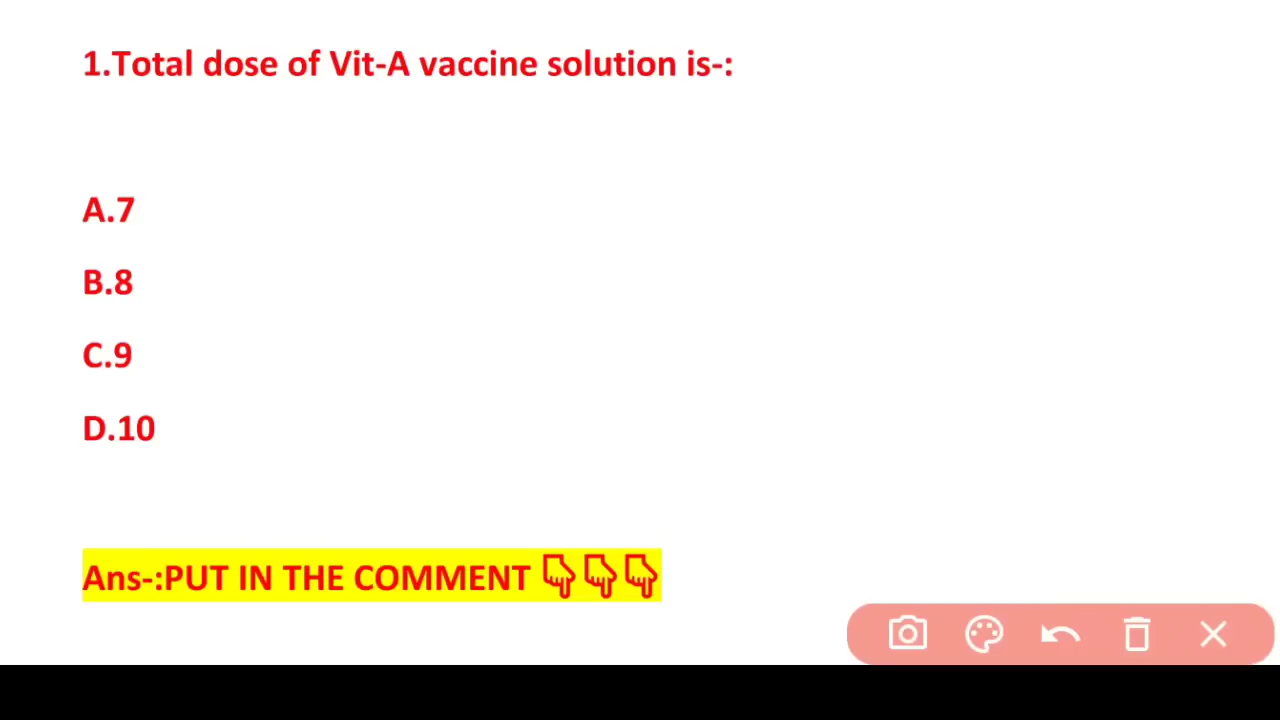 1.Total dose of Vit-A vaccine solution is-:
A.7
B.8
C.9
D.10
Ans-:PUT IN THE COMMENT 👇👇👇